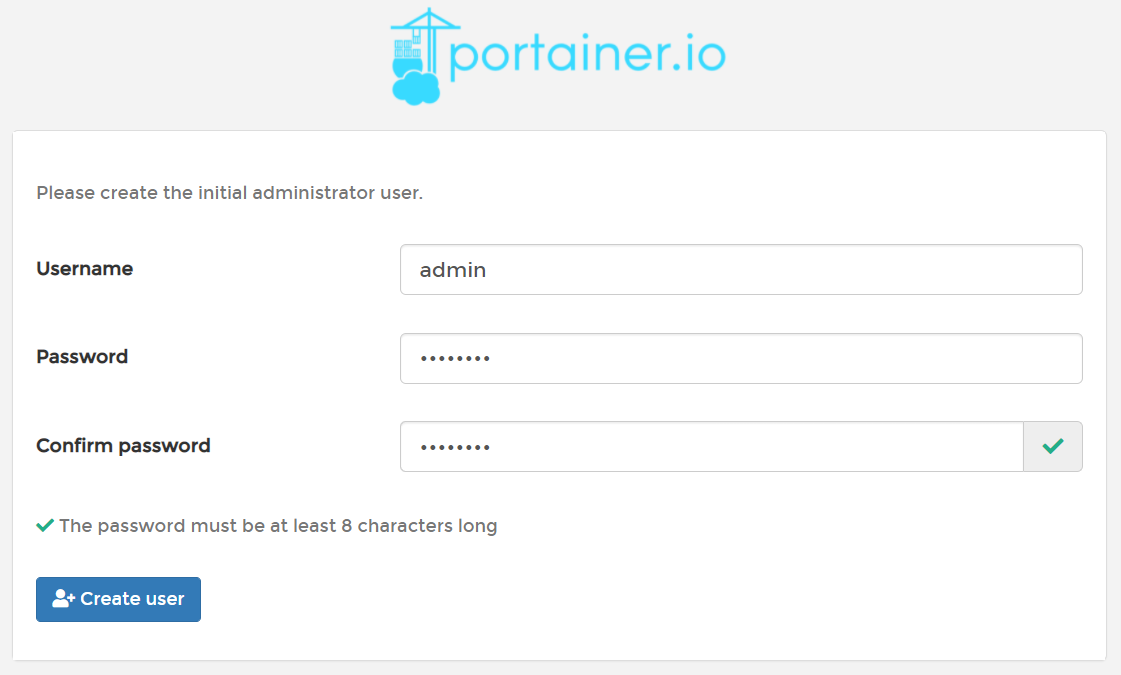 portainer.io
Please create the initial administrator user.
Username
admin
Password
••••••••
Confirm password
••••••••
The password must be at least 8 characters long
Create user